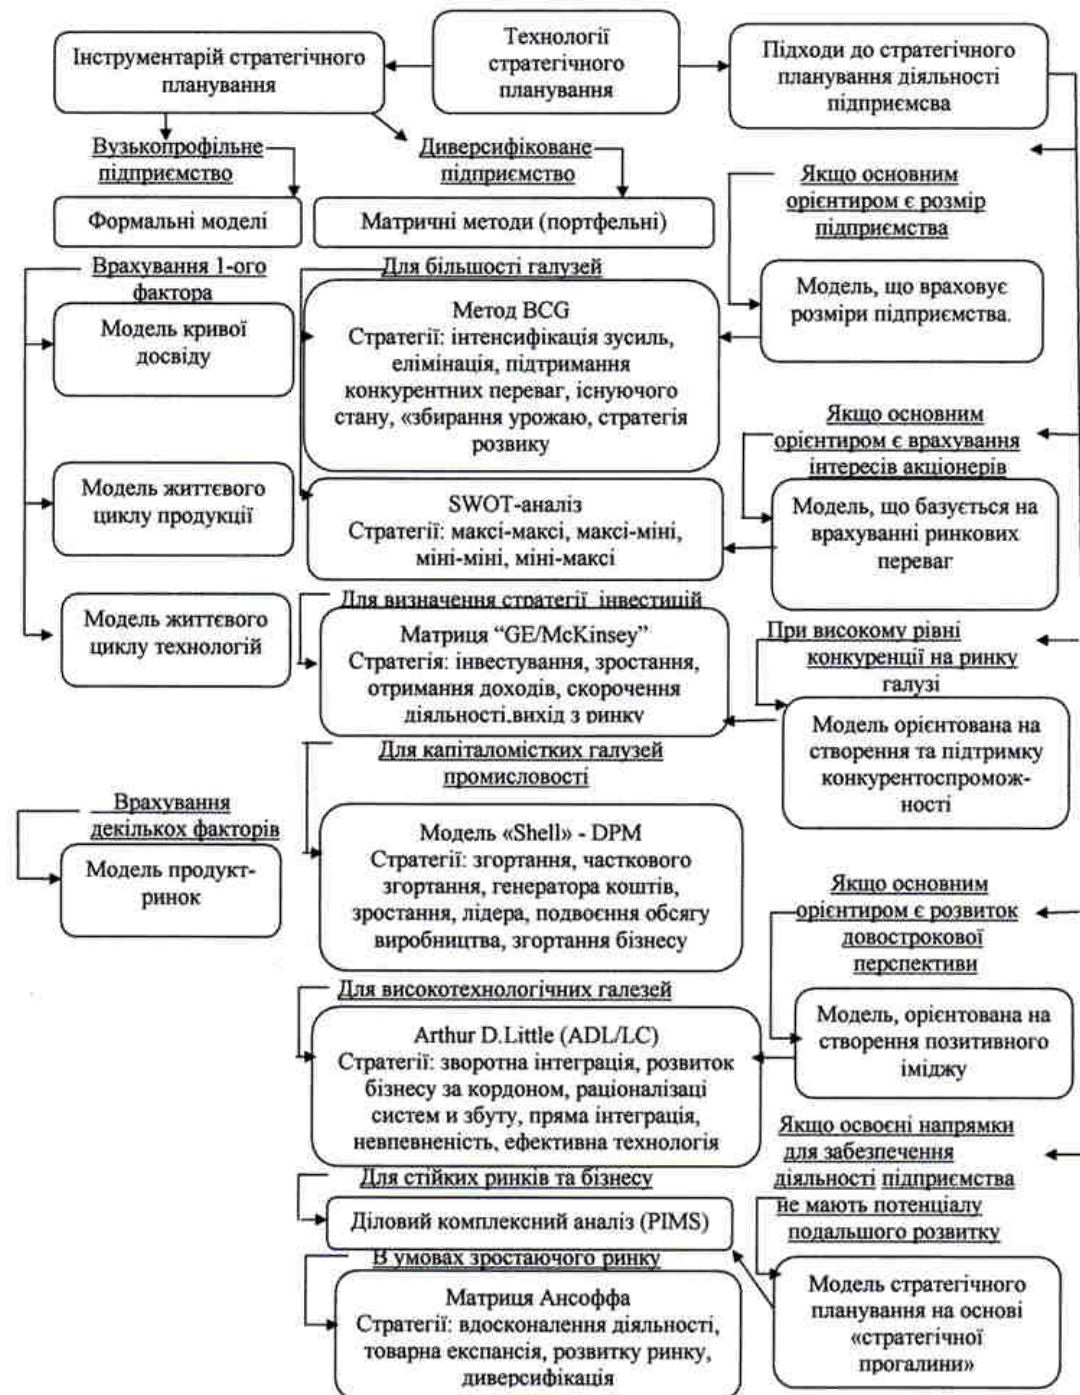 Технології
стратегічного
планування
Інструментарій стратегічного
планування
Підходи до стратегічного
планування діяльності
підприємсва
Вузькопрофільне
підприємство
Диверсифіковане
підприємство
Формальні моделі
Матричні методи (портфельні)
Врахування 1-ого
фактора
Модель кривої
досвіду
Модель життєвого
циклу продукції
Модель життєвого
циклу технологій
Врахування
декількох факторів
Модель продукт-
ринок
Для більшості галузей
Метод BCG
Стратегії: інтенсифікація зусиль,
елімінація, підтримання
конкурентних переваг, існуючого
стану, «збирання урожаю, стратегія
розвику
SWOT-аналіз
Стратегії: максі-максі, максі-міні,
міні-міні, міні-максі
Для визначення стратегії інвестицій
Матриця “GE/McKinsey”
Стратегія: інвестування, зростання,
отримання доходів, скорочення
діяльності,вихід з ринку
Для капіталомістких галузей
промисловості
Модель «Shell» - DPM
Стратегії: згортання, часткового
згортання, генератора коштів,
зростання, лідера, подвоєння обсягу
виробництва, згортання бізнесу
Для високотехнологічних галезей
Arthur D.Little (ADL/LC)
Стратегії: зворотна інтеграція, розвиток
бізнесу за кордоном, раціоналізаці
систем и збуту, пряма інтеграція,
невпевненість, ефективна технологія
Для стійких ринків та бізнесу
Діловий комплексний аналіз (PIMS)
В умовах зростаючого ринку
Матриця Ансоффа
Стратегії: вдосконалення діяльності,
товарна експансія, розвитку ринку,
диверсифікація
Якщо основним
орієнтиром є розмір
підприємства
Модель, що враховує
розміри підприємства.
Якщо основним
орієнтиром є врахування
інтересів акціонерів
Модель, що базується на
врахуванні ринкових
переваг
При високому рівні
конкуренції на ринку
галузі
Модель орієнтована на
створення та підтримку
конкурентоспромож-
ності
Якщо основним
орієнтиром є розвиток
довострокової
перспективи
Модель, орієнтована на
створення позитивного
іміджу
Якщо освоєні напрямки
для забезпечення
діяльності підприємства
не мають потенціалу
подальшого розвитку
Модель стратегічного
планування на основі
«стратегічної
прогалини»